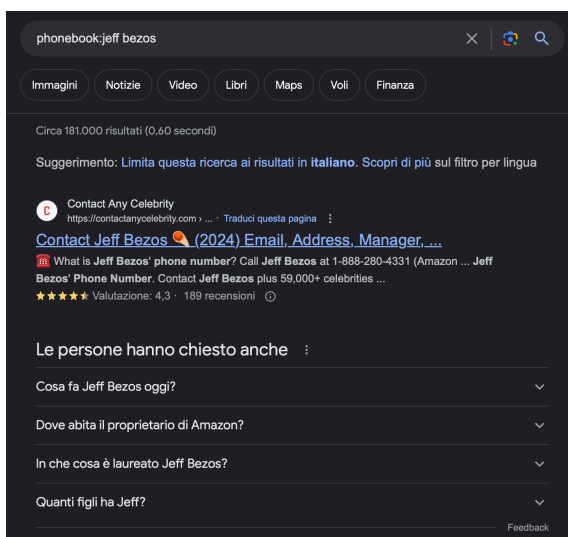 phonebook:jeff bezos
Immagini Notizie Video Libri Maps Voli Finanza
Circa 181.000 risultati (0,60 secondi)
Suggerimento: Limita questa ricerca ai risultati in italiano. Scopri di più sul filtro per lingua
C
Contact Any Celebrity
https://contactanycelebrity.com › ... · Traduci questa pagina
Contact Jeff Bezos (2024) Email, Address, Manager, ...
What is Jeff Bezos' phone number? Call Jeff Bezos at 1-888-280-4331 (Amazon ... Jeff
Bezos' Phone Number. Contact Jeff Bezos plus 59,000+ celebrities ...
Valutazione: 4,3 · 189 recensioni
Le persone hanno chiesto anche
Cosa fa Jeff Bezos oggi?
Dove abita il proprietario di Amazon?
In che cosa è laureato Jeff Bezos?
Quanti figli ha Jeff?
Feedback